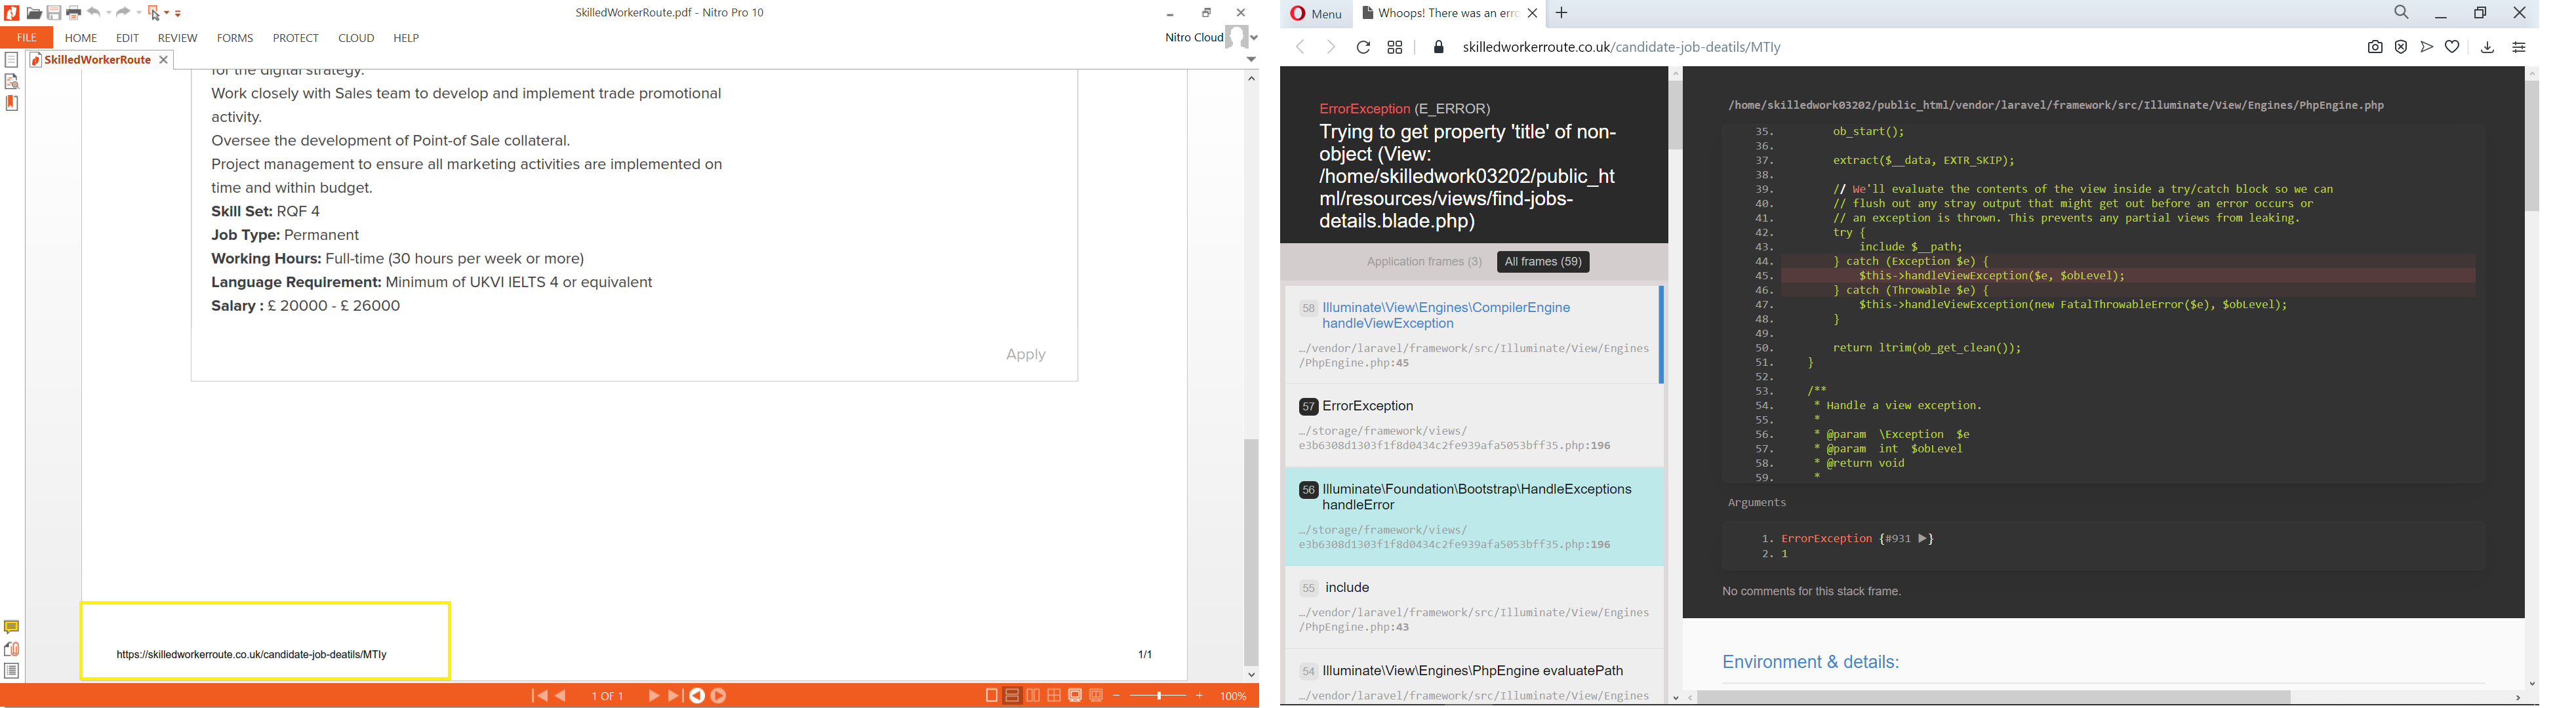 SkilledWorkerRoute.pdf - Nitro Pro 10
FILE HOME EDIT REVIEW FORMS PROTECT CLOUD HELP
Nitro Cloud
SkilledWorkerRoute
for the digital strategy.
Work closely with Sales team to develop and implement trade promotional
activity.
Oversee the development of Point-of Sale collateral.
Project management to ensure all marketing activities are implemented on
time and within budget.
Skill Set: RQF 4
Job Type: Permanent
Working Hours: Full-time (30 hours per week or more)
Language Requirement: Minimum of UKVI IELTS 4 or equivalent
Salary : £ 20000 - £ 26000
Apply
https://skilledworkerroute.co.uk/candidate-job-deatils/MTIy
1/1
1 OF 1
100%
Menu
Whoops! There was an erro
skilledworkerroute.co.uk/candidate-job-deatils/MTIy
ErrorException (E_ERROR)
Trying to get property 'title' of non-
object (View:
/home/skilledwork03202/public_ht
ml/resources/views/find-jobs-
details.blade.php)
Application frames (3) All frames (59)
58 Illuminate\View\Engines\CompilerEngine
handleViewException
…/vendor/laravel/framework/src/Illuminate/View/Engines
/PhpEngine.php:45
57 ErrorException
…/storage/framework/views/
e3b6308d1303f1f8d0434c2fe939afa5053bff35.php:196
56 Illuminate\Foundation\Bootstrap\HandleExceptions
handleError
…/storage/framework/views/
e3b6308d1303f1f8d0434c2fe939afa5053bff35.php:196
55 include
…/vendor/laravel/framework/src/Illuminate/View/Engines
/PhpEngine.php:43
54 Illuminate\View\Engines\PhpEngine evaluatePath
…/vendor/laravel/framework/src/Illuminate/View/Engines
/home/skilledwork03202/public_html/vendor/laravel/framework/src/Illuminate/View/Engines/PhpEngine.php
35. ob_start();
36.
37. extract($__data, EXTR_SKIP);
38.
39. // We'll evaluate the contents of the view inside a try/catch block so we can
40. // flush out any stray output that might get out before an error occurs or
41. // an exception is thrown. This prevents any partial views from leaking.
42. try {
43. include $__path;
44. } catch (Exception $e) {
45. $this->handleViewException($e, $obLevel);
46. } catch (Throwable $e) {
47. $this->handleViewException(new FatalThrowableError($e), $obLevel);
48. }
49.
50. return ltrim(ob_get_clean());
51. }
52.
53. /**
54. * Handle a view exception.
55. *
56. * @param \Exception $e
57. * @param int $obLevel
58. * @return void
59. *
Arguments
1. ErrorException {#931 ▶}
2. 1
No comments for this stack frame.
Environment & details: